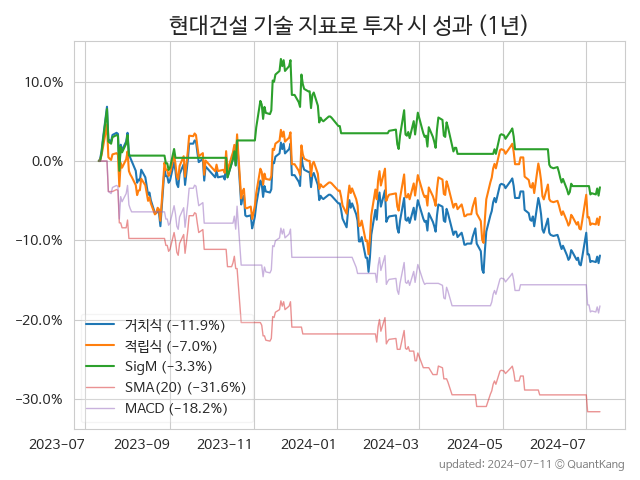 현대건설 기술 지표로 투자 시 성과 (1년)
10.0%
0.0%
−10.0%
−20.0%
−30.0%
거치식 (−11.9%)
적립식 (−7.0%)
SigM (−3.3%)
SMA(20) (−31.6%)
MACD (−18.2%)
2023-07 2023-09 2023-11 2024-01 2024-03 2024-05 2024-07
updated: 2024-07-11 © QuantKang